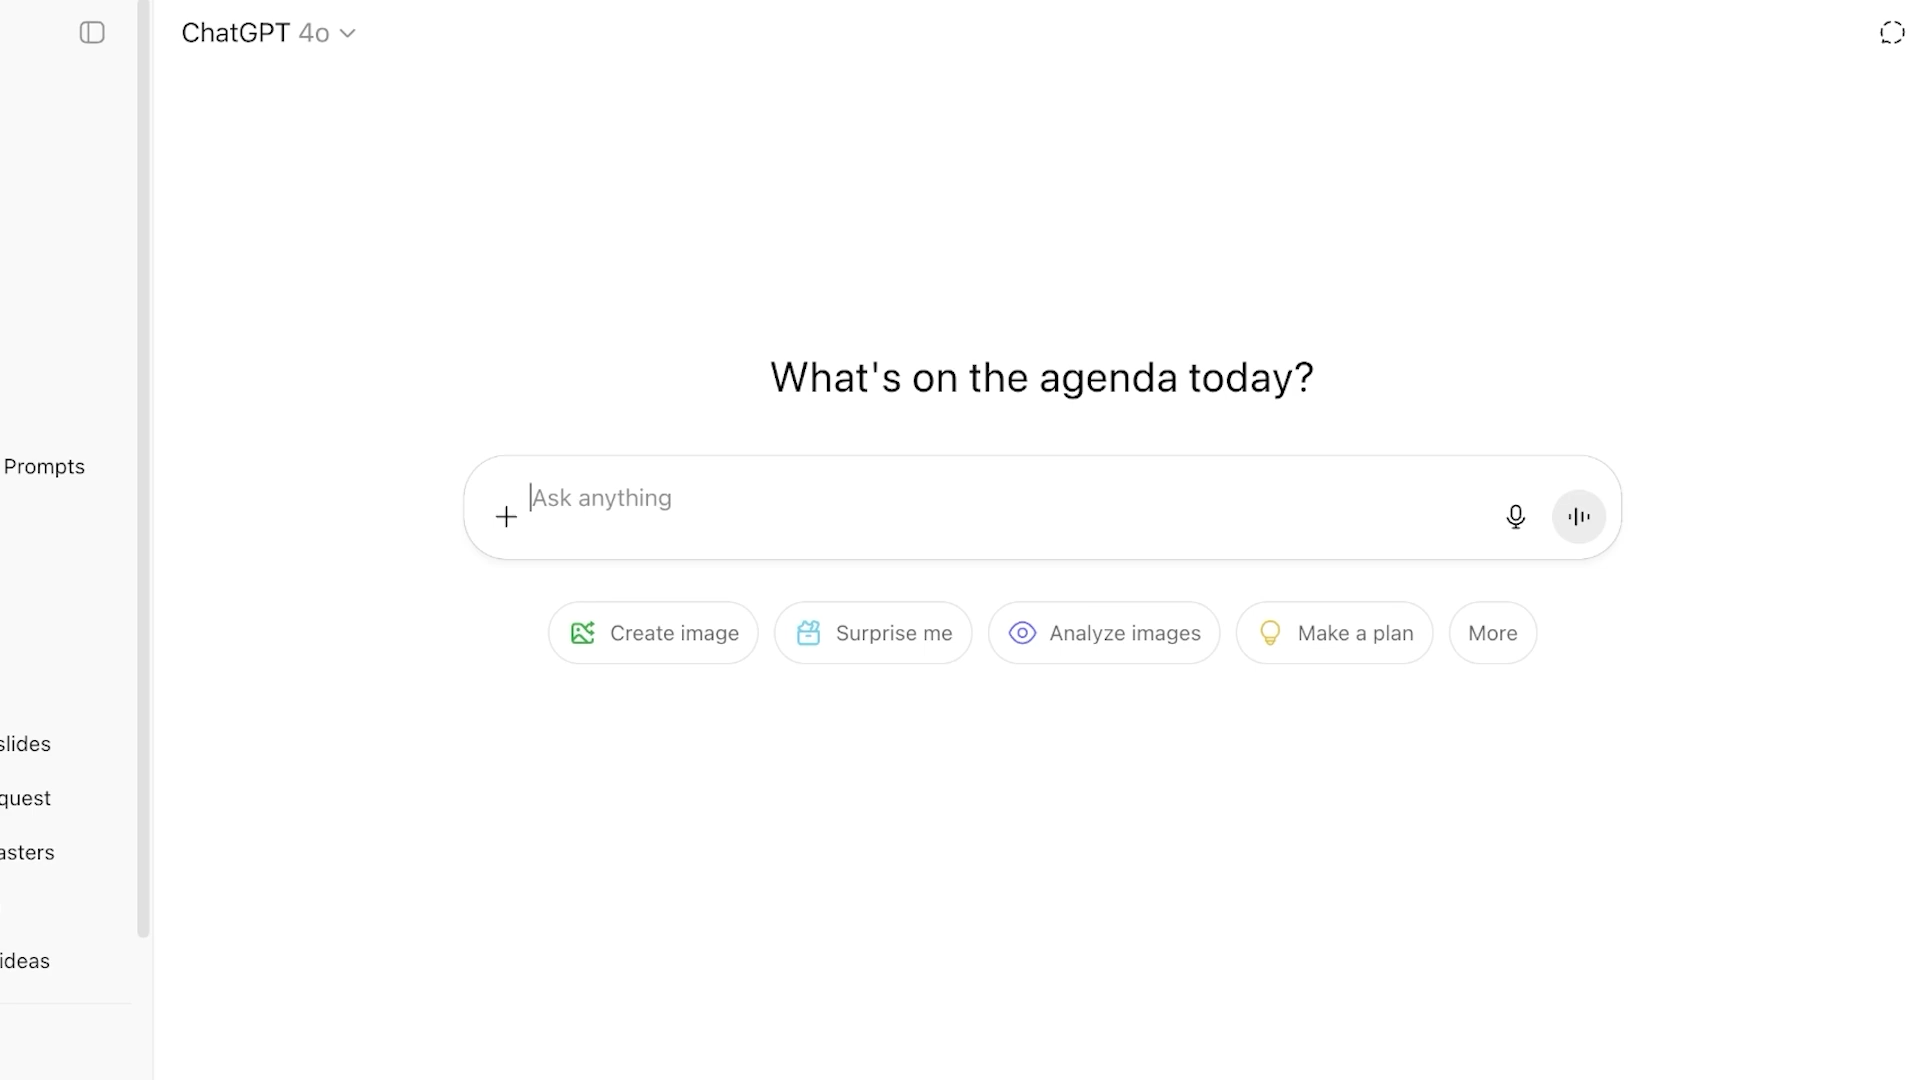 ChatGPT 4o
What's on the agenda today?
Prompts
Ask anything
Create image
Surprise me
Analyze images
Make a plan
More
slides
quest
asters
ideas